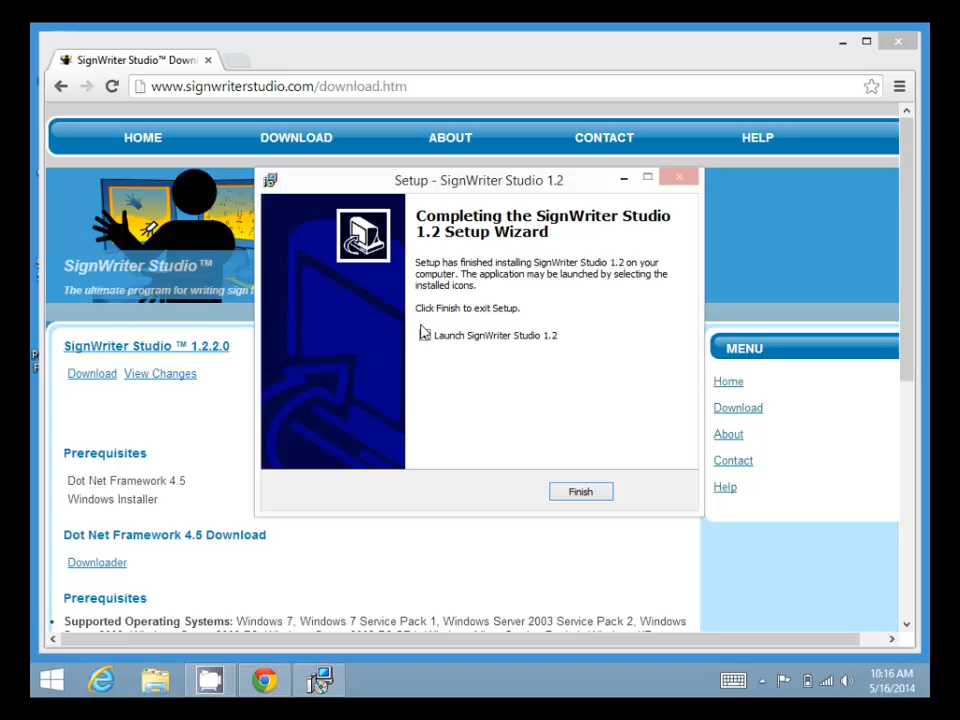 SignWriter Studio™ Down
www.signwriterstudio.com/download.htm
HOME
DOWNLOAD
ABOUT
CONTACT
HELP
SignWriter Studio™
The ultimate program for writing sign
Setup - SignWriter Studio 1.2
Completing the SignWriter Studio
1.2 Setup Wizard
Setup has finished installing SignWriter Studio 1.2 on your
computer. The application may be launched by selecting the
installed icons.
Click Finish to exit Setup.
Launch SignWriter Studio 1.2
Finish
SignWriter Studio ™ 1.2.2.0
Download View Changes
Prerequisites
Dot Net Framework 4.5
Windows Installer
Dot Net Framework 4.5 Download
Downloader
Prerequisites
Supported Operating Systems: Windows 7, Windows 7 Service Pack 1, Windows Server 2003 Service Pack 2, Windows
MENU
Home
Download
About
Contact
Help
10:16 AM
5/16/2014